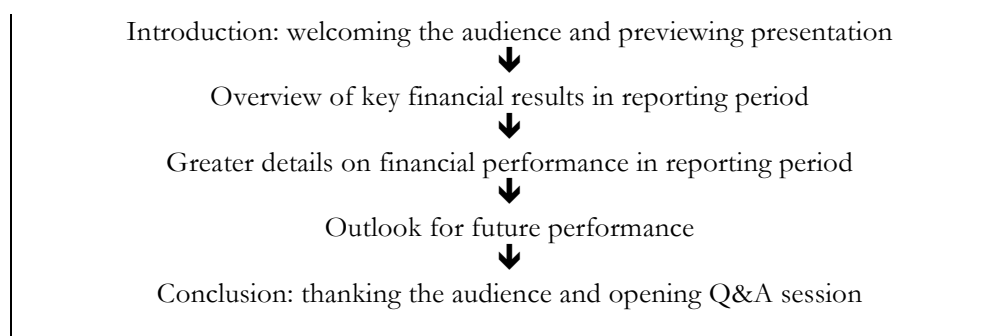 Introduction: welcoming the audience and previewing presentation
Overview of key financial results in reporting period
Greater details on financial performance in reporting period
Outlook for future performance
Conclusion: thanking the audience and opening Q&A session